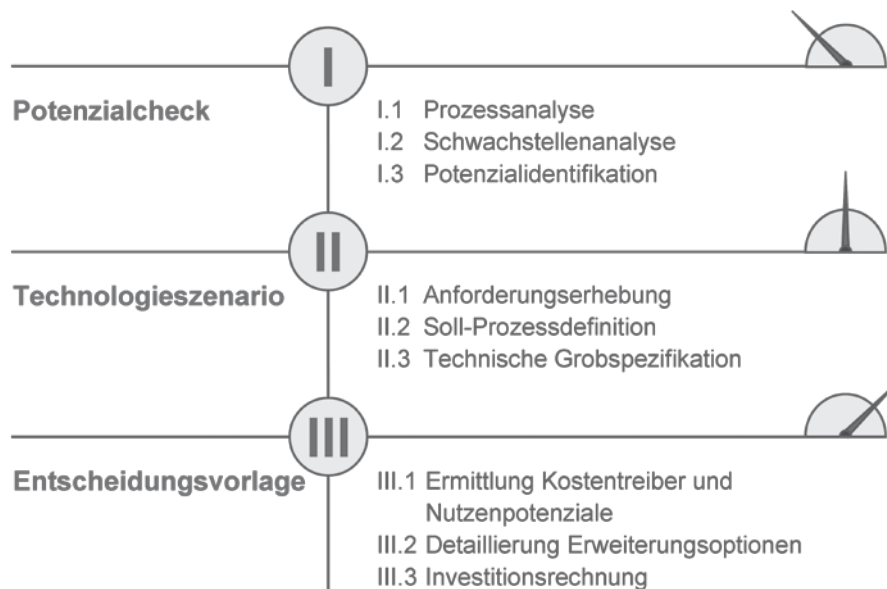 I
Potenzialcheck
I.1 Prozessanalyse
I.2 Schwachstellenanalyse
I.3 Potenzialidentifikation
II
Technologieszenario
II.1 Anforderungserhebung
II.2 Soll-Prozessdefinition
II.3 Technische Grobspezifikation
III
Entscheidungsvorlage
III.1 Ermittlung Kostentreiber und
Nutzenpotenziale
III.2 Detaillierung Erweiterungsoptionen
III.3 Investitionsrechnung